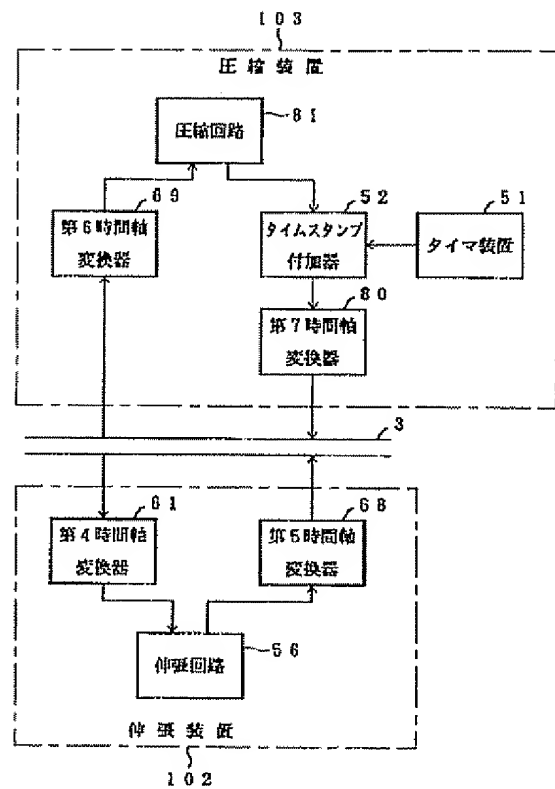 103
圧縮装置
81
圧縮回路
69
第6時間軸
変換器
52
タイムスタンプ
付加器
51
タイマ装置
80
第7時間軸
変換器
3
61
第4時間軸
変換器
68
第5時間軸
変換器
56
伸張回路
伸張装置
102